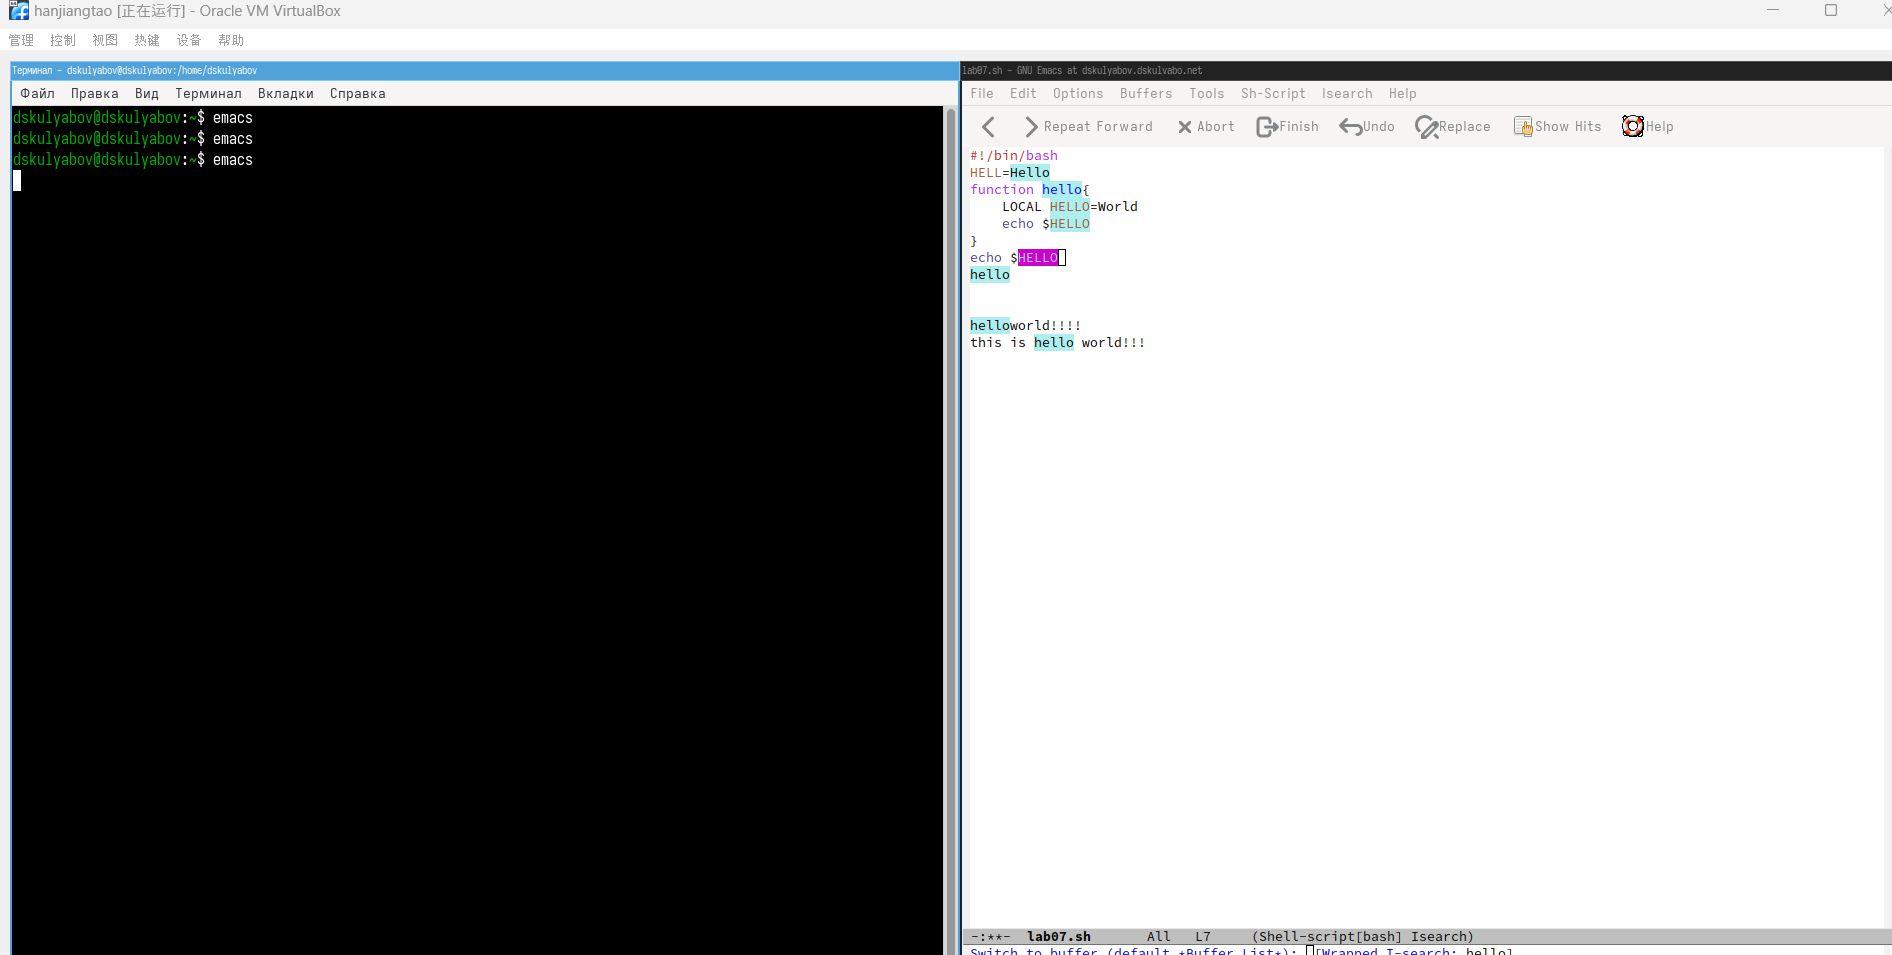 hanjiangtao [正在运行] - Oracle VM VirtualBox
管理 控制 视图 热键 设备 帮助
Терминал - dskulyabov@dskulyabov:/home/dskulyabov
Файл Правка Вид Терминал Вкладки Справка
dskulyabov@dskulyabov:~$ emacs
dskulyabov@dskulyabov:~$ emacs
dskulyabov@dskulyabov:~$ emacs
lab07.sh - GNU Emacs at dskulyabov.dskulvabo.net
File Edit Options Buffers Tools Sh-Script Isearch Help
Repeat Forward Abort Finish Undo Replace Show Hits Help
#!/bin/bash
HELL=Hello
function hello{
LOCAL HELLO=World
echo $HELLO
}
echo $HELLO
hello
helloworld!!!!
this is hello world!!!
-:**- lab07.sh All L7 (Shell-script[bash] Isearch)
Switch to buffer (default *Buffer List*): [Wrapped I-search: hello]